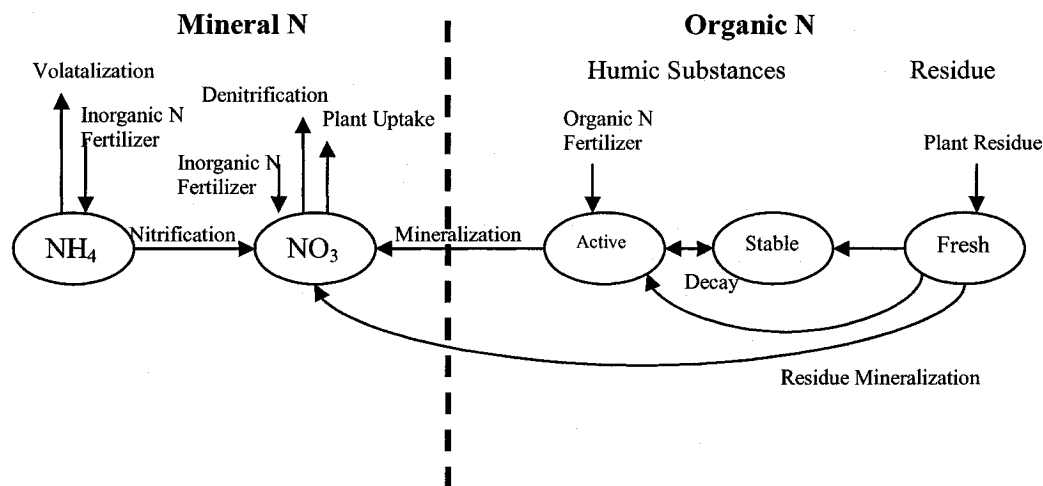 Mineral N
Organic N
Humic Substances
Residue
Volatalization
Inorganic N
Fertilizer
Denitrification
Plant Uptake
Inorganic N
Fertilizer
Organic N
Fertilizer
Plant Residue
NH₄
Nitrification
NO₃
Mineralization
Active
Stable
Fresh
Decay
Residue Mineralization